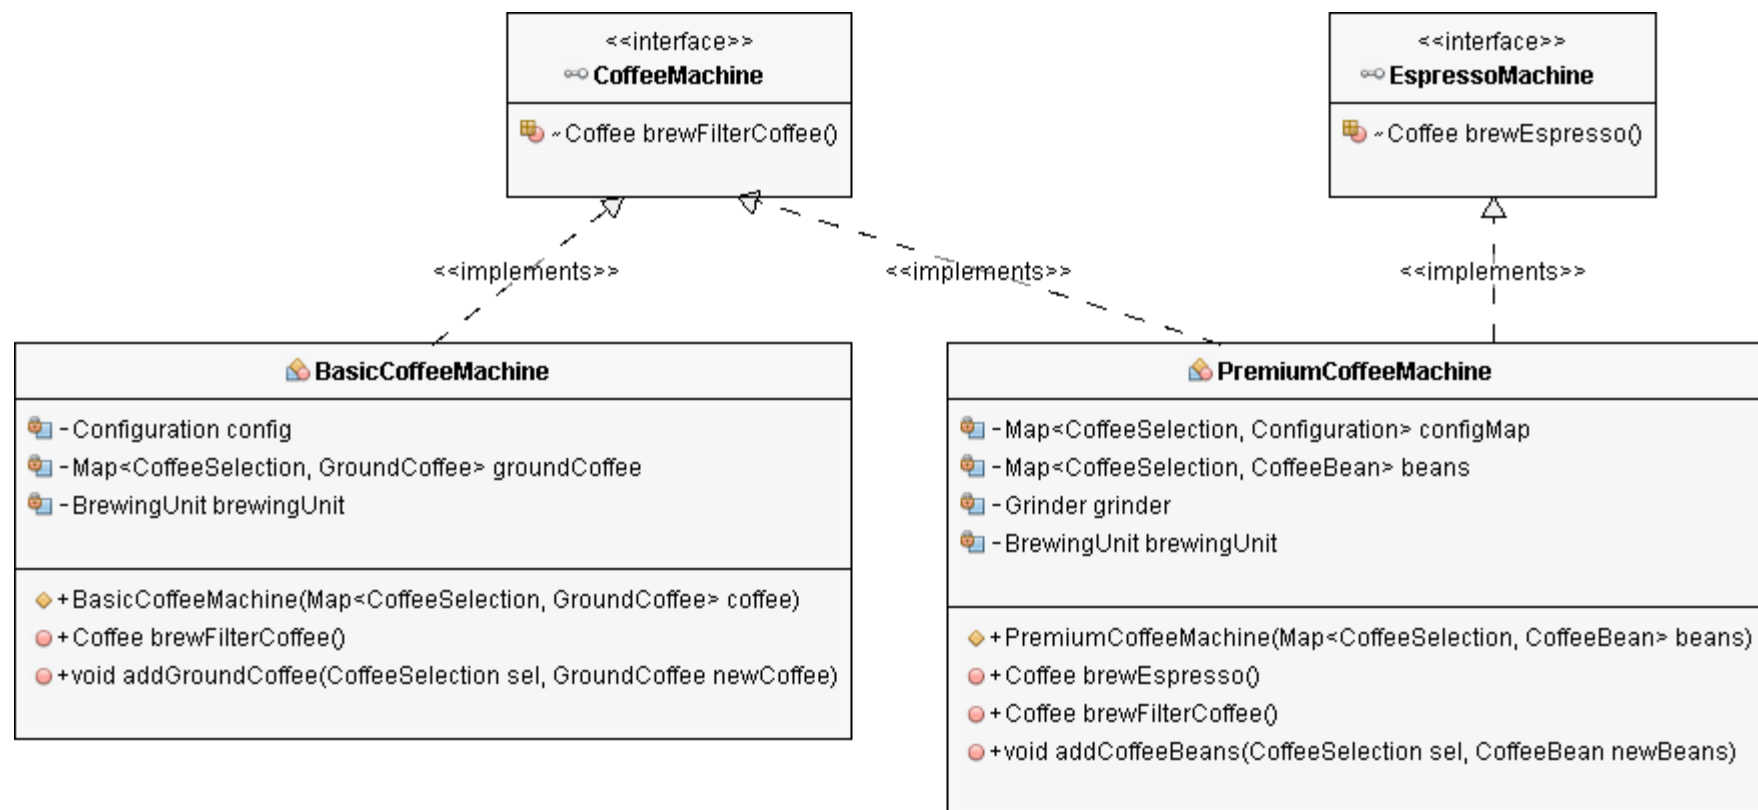 <<interface>>
CoffeeMachine
~Coffee brewFilterCoffee()
<<interface>>
EspressoMachine
~Coffee brewEspresso()
<<implements>>
<<implements>>
<<implements>>
BasicCoffeeMachine
-Configuration config
-Map<CoffeeSelection, GroundCoffee> groundCoffee
-BrewingUnit brewingUnit
+BasicCoffeeMachine(Map<CoffeeSelection, GroundCoffee> coffee)
+Coffee brewFilterCoffee()
+void addGroundCoffee(CoffeeSelection sel, GroundCoffee newCoffee)
PremiumCoffeeMachine
-Map<CoffeeSelection, Configuration> configMap
-Map<CoffeeSelection, CoffeeBean> beans
-Grinder grinder
-BrewingUnit brewingUnit
+PremiumCoffeeMachine(Map<CoffeeSelection, CoffeeBean> beans)
+Coffee brewEspresso()
+Coffee brewFilterCoffee()
+void addCoffeeBeans(CoffeeSelection sel, CoffeeBean newBeans)